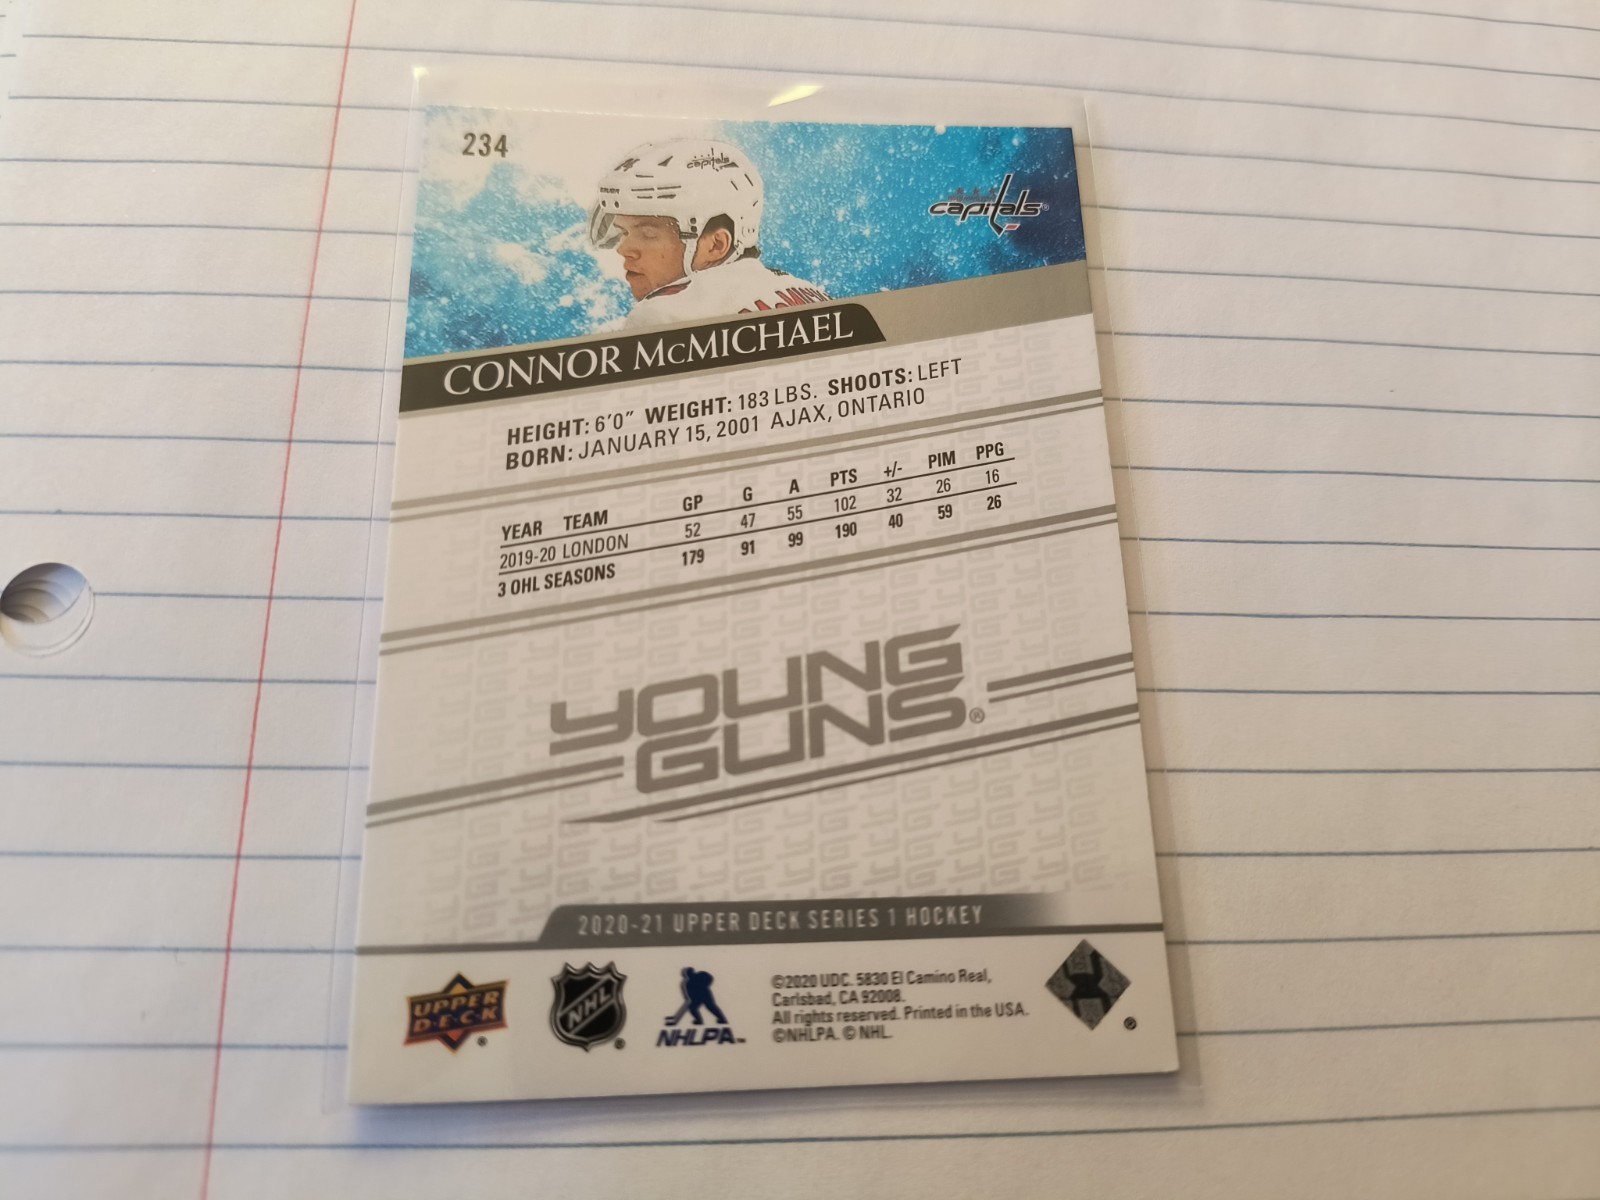 234
capitals
BAUER
capitals®
CONNOR McMICHAEL
HEIGHT: 6'0" WEIGHT: 183 LBS. SHOOTS: LEFT
BORN: JANUARY 15, 2001 AJAX, ONTARIO
YEAR TEAM GP G A PTS +/- PIM PPG
2019-20 LONDON 52 47 55 102 32 26 16
3 OHL SEASONS 179 91 99 190 40 59 26
YOUNG
GUNS®
2020-21 UPPER DECK SERIES 1 HOCKEY
UPPER
DECK®
NHL®
NHLPA™
©2020 UDC. 5830 El Camino Real,
Carlsbad, CA 92008.
All rights reserved. Printed in the USA.
©NHLPA. © NHL.
®